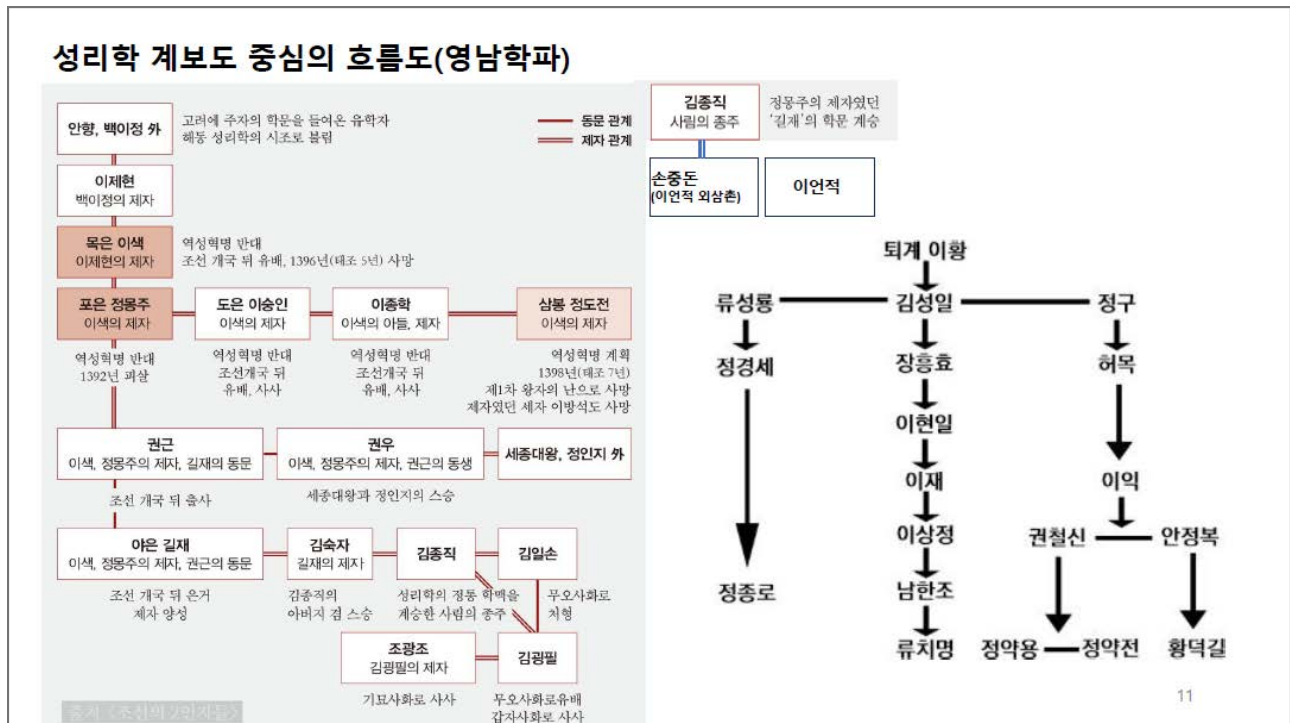 성리학 계보도 중심의 흐름도(영남학파)
안향, 백이정 外
고려에 주자의 학문을 들여온 유학자
해동 성리학의 시조로 불림
동문 관계
제자 관계
이제현
백이정의 제자
목은 이색
이제현의 제자
역성혁명 반대
조선 개국 뒤 유배, 1396년(태조 5년) 사망
포은 정몽주
이색의 제자
도은 이숭인
이색의 제자
이종학
이색의 아들, 제자
삼봉 정도전
이색의 제자
역성혁명 반대
1392년 피살
역성혁명 반대
조선개국 뒤
유배, 사사
역성혁명 반대
조선개국 뒤
유배, 사사
역성혁명 계획
1398년(태조 7년)
제1차 왕자의 난으로 사망
제자였던 세자 이방석도 사망
권근
이색, 정몽주의 제자, 길재의 동문
권우
이색, 정몽주의 제자, 권근의 동생
세종대왕, 정인지 外
조선 개국 뒤 출사
세종대왕과 정인지의 스승
야은 길재
이색, 정몽주의 제자, 권근의 동문
김숙자
길재의 제자
김종직
김일손
조선 개국 뒤 은거
제자 양성
김종직의
아버지 겸 스승
성리학의 정통 학맥을
계승한 사림의 종주
무오사화로
처형
조광조
김굉필의 제자
김굉필
기묘사화로 사사
무오사화로유배
갑자사화로 사사
출처 <조선의 2인자들>
김종직
사림의 종주
정몽주의 제자였던
'길재'의 학문 계승
손중돈
(이언적 외삼촌)
이언적
퇴계 이황
류성룡
김성일
정구
정경세
장흥효
허목
이현일
이재
이익
이상정
권철신
안정복
정종로
남한조
류치명
정약용
정약전
황덕길
11